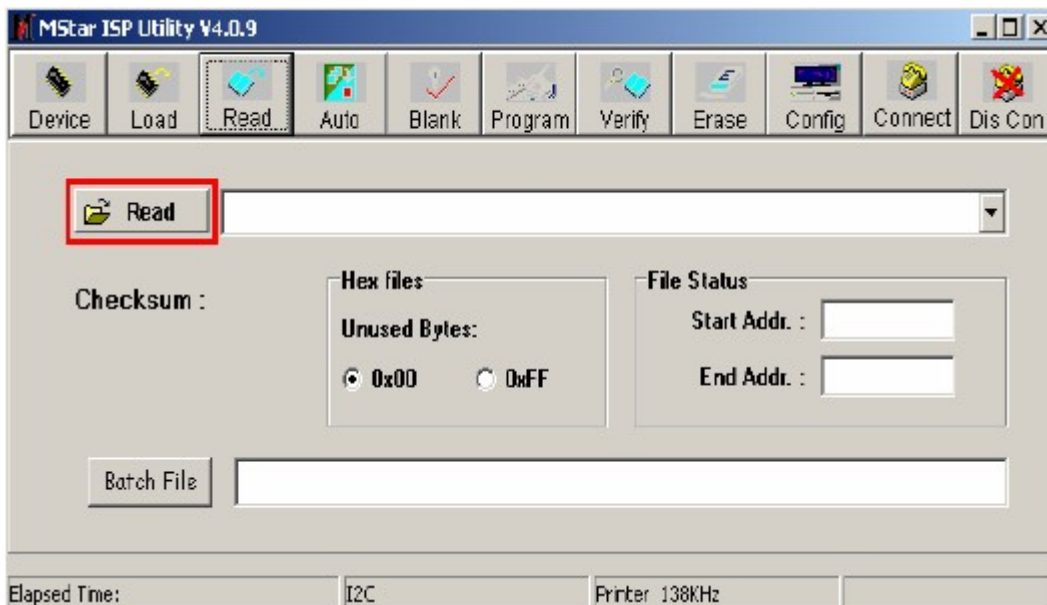 MStar ISP Utility V4.0.9
Device Load Read Auto Blank Program Verify Erase Config Connect Dis Con
Read
Checksum :
Hex files
Unused Bytes:
0x00 0xFF
File Status
Start Addr. :
End Addr. :
Batch File
Elapsed Time: I2C Printer 138KHz